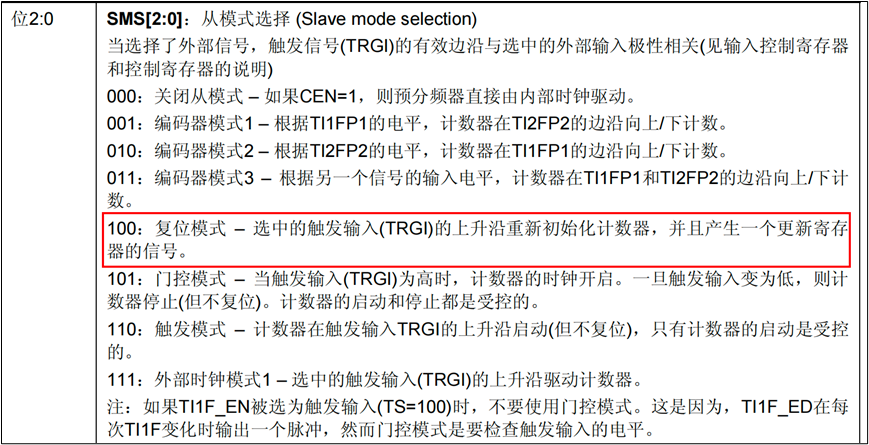 位2:0
SMS[2:0]：从模式选择 (Slave mode selection)
当选择了外部信号，触发信号(TRGI)的有效边沿与选中的外部输入极性相关(见输入控制寄存器
和控制寄存器的说明)
000：关闭从模式 – 如果CEN=1，则预分频器直接由内部时钟驱动。
001：编码器模式1 – 根据TI1FP1的电平，计数器在TI2FP2的边沿向上/下计数。
010：编码器模式2 – 根据TI2FP2的电平，计数器在TI1FP1的边沿向上/下计数。
011：编码器模式3 – 根据另一个信号的输入电平，计数器在TI1FP1和TI2FP2的边沿向上/下计
数。
100：复位模式 – 选中的触发输入(TRGI)的上升沿重新初始化计数器，并且产生一个更新寄存
器的信号。
101：门控模式 – 当触发输入(TRGI)为高时，计数器的时钟开启。一旦触发输入变为低，则计
数器停止(但不复位)。计数器的启动和停止都是受控的。
110：触发模式 – 计数器在触发输入TRGI的上升沿启动(但不复位)，只有计数器的启动是受控
的。
111：外部时钟模式1 – 选中的触发输入(TRGI)的上升沿驱动计数器。
注：如果TI1F_EN被选为触发输入(TS=100)时，不要使用门控模式。这是因为，TI1F_ED在每
次TI1F变化时输出一个脉冲，然而门控模式是要检查触发输入的电平。